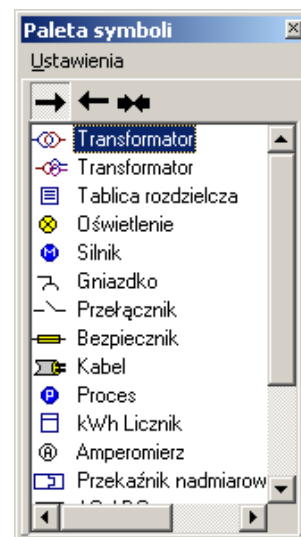 Paleta symboli
Ustawienia
Transformator
Transformator
Tablica rozdzielcza
Oświetlenie
Silnik
Gniazdko
Przełącznik
Bezpiecznik
Kabel
Proces
kWh Licznik
Amperomierz
Przekaźnik nadmiarow